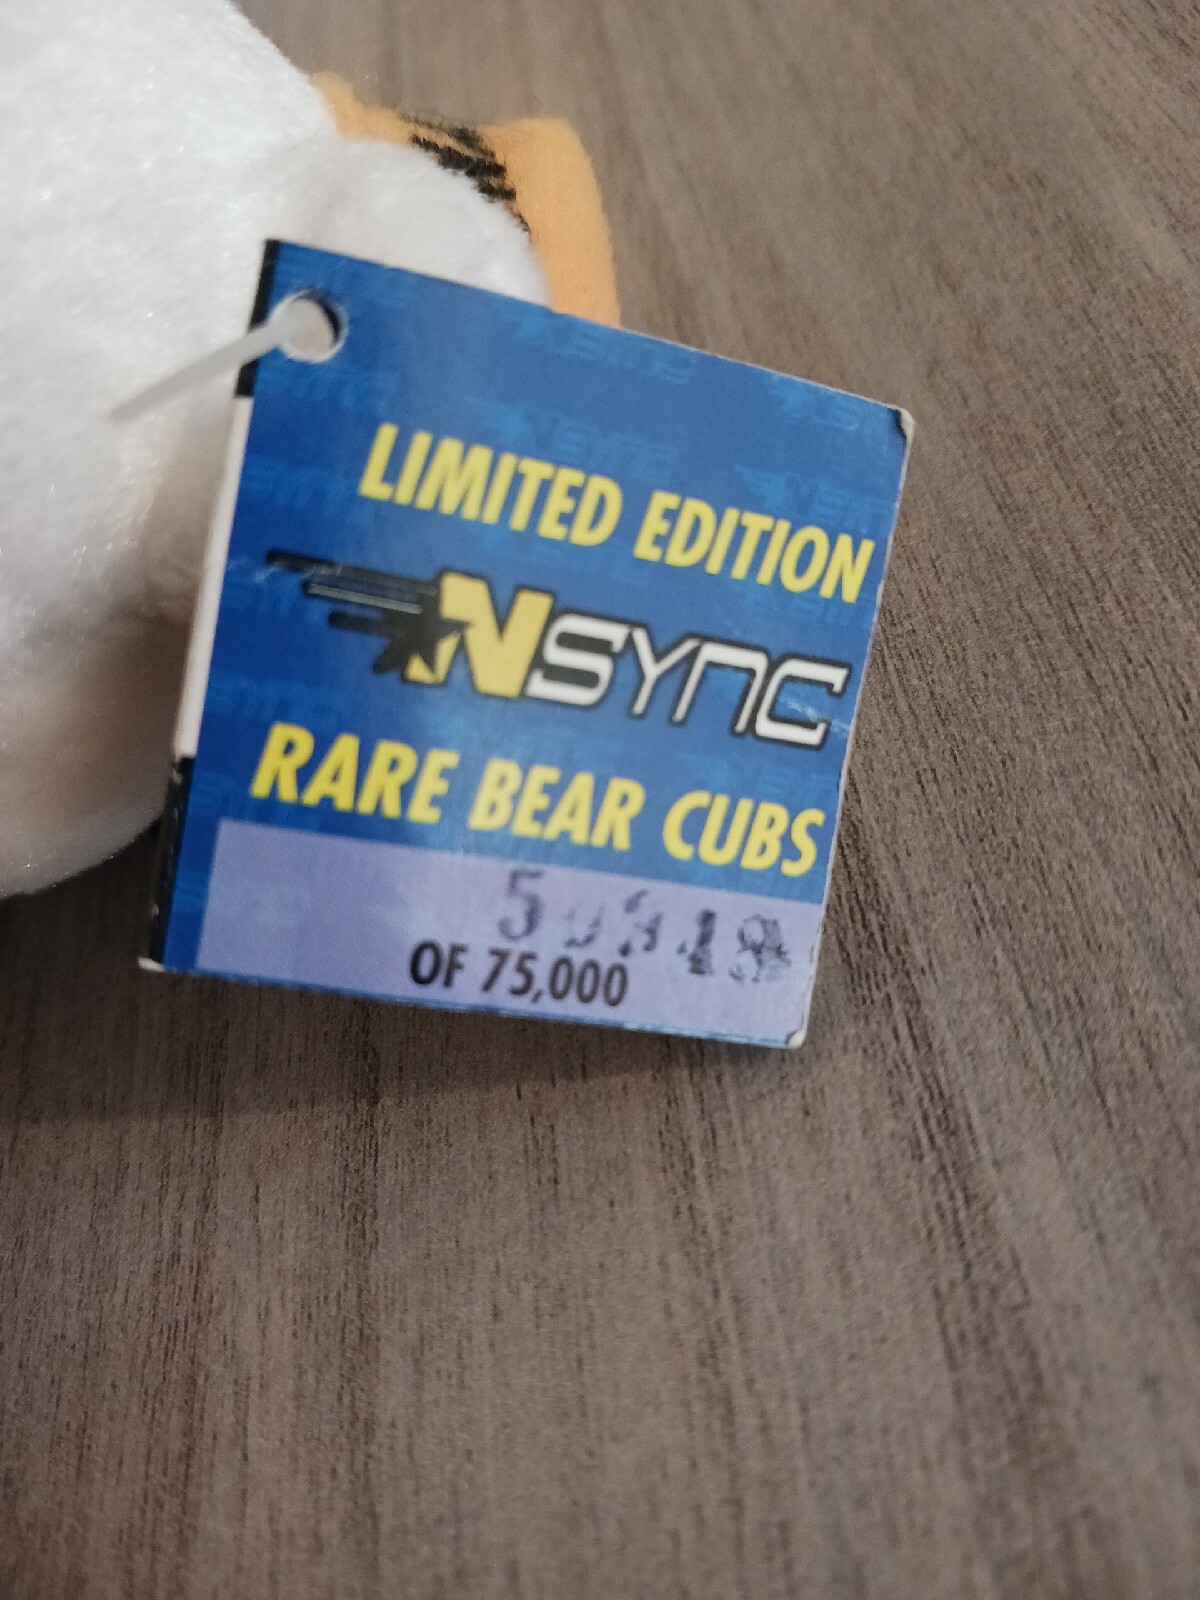 LIMITED EDITION
NSYNC
RARE BEAR CUBS
OF 75,000